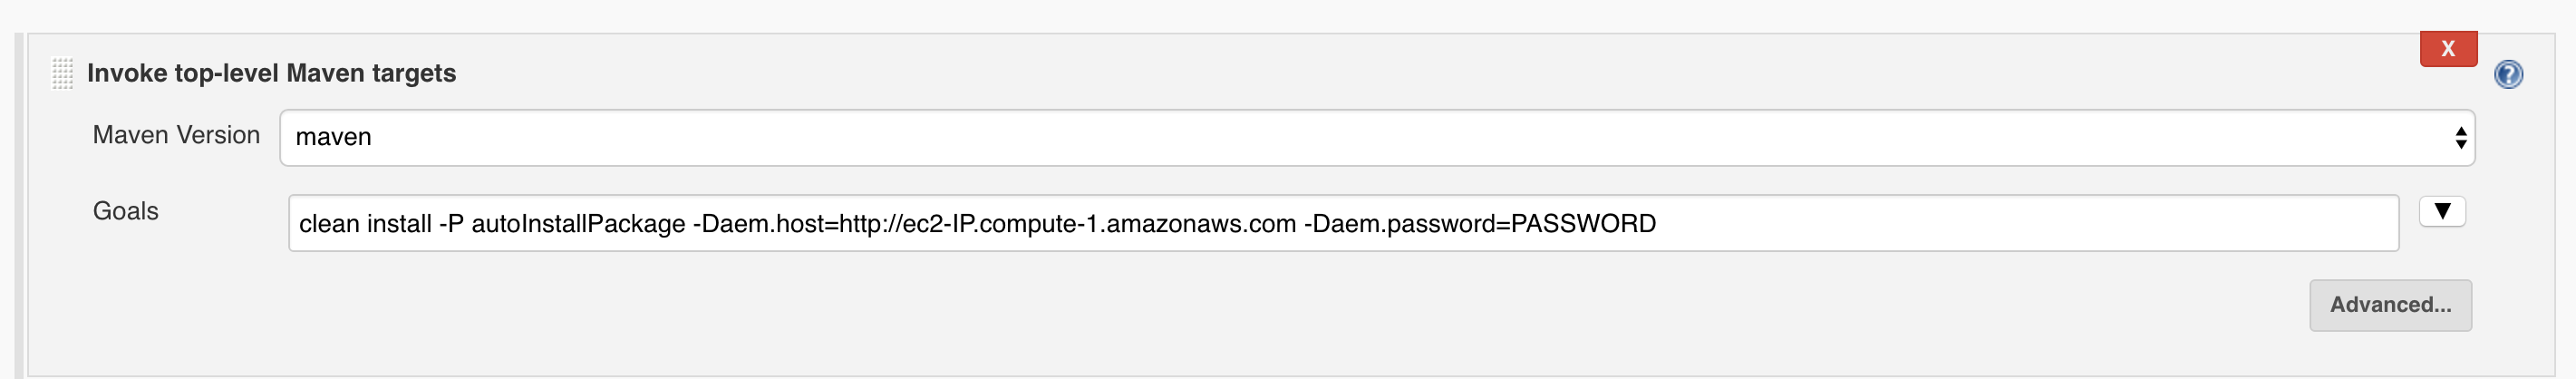 Invoke top-level Maven targets
X
?
Maven Version
maven
Goals
clean install -P autoInstallPackage -Daem.host=http://ec2-IP.compute-1.amazonaws.com -Daem.password=PASSWORD
Advanced...